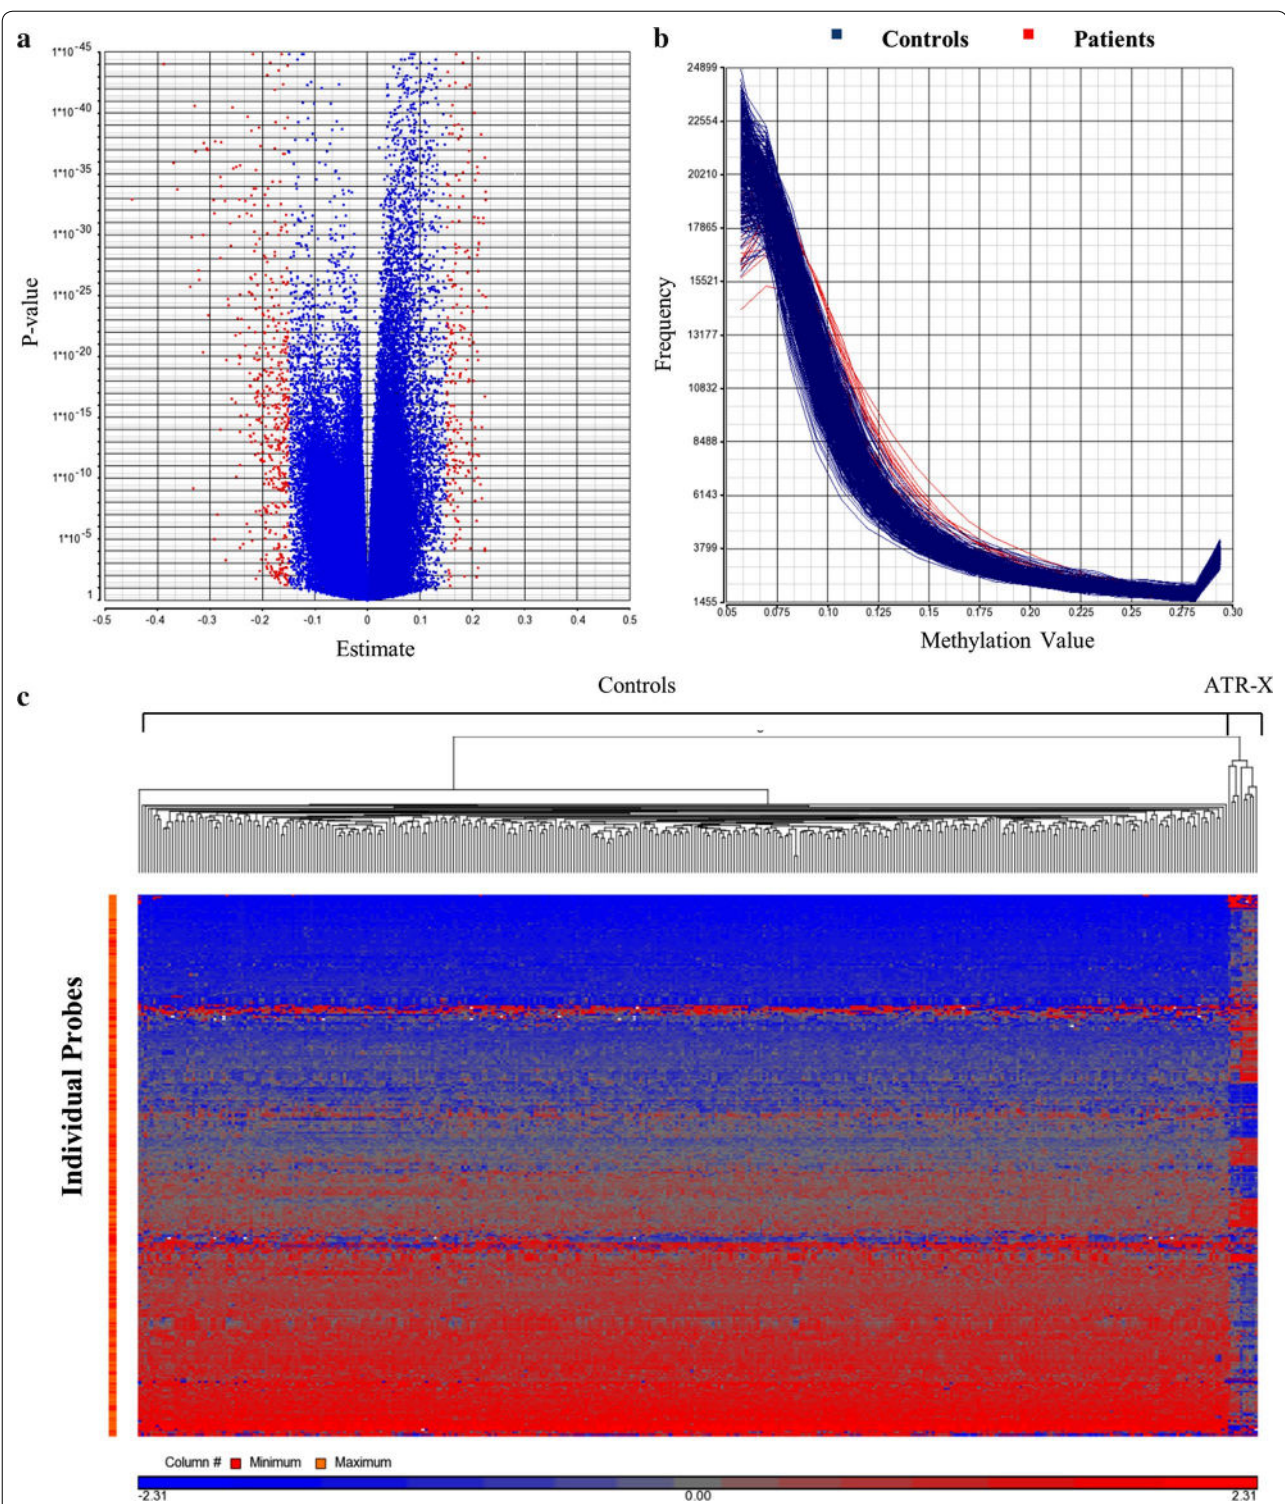 a
1*10-45
1*10-40
1*10-35
1*10-30
1*10-25
1*10-20
1*10-15
1*10-10
1*10-5
1
P-value
-0.5 -0.4 -0.3 -0.2 -0.1 0 0.1 0.2 0.3 0.4 0.5
Estimate
b
Controls Patients
24899
22554
20210
17865
15521
13177
10832
8488
6143
3799
1455
Frequency
0.05 0.075 0.10 0.125 0.15 0.175 0.20 0.225 0.25 0.275 0.30
Methylation Value
c
Controls ATR-X
Individual Probes
Column # Minimum Maximum
-2.31 0.00 2.31